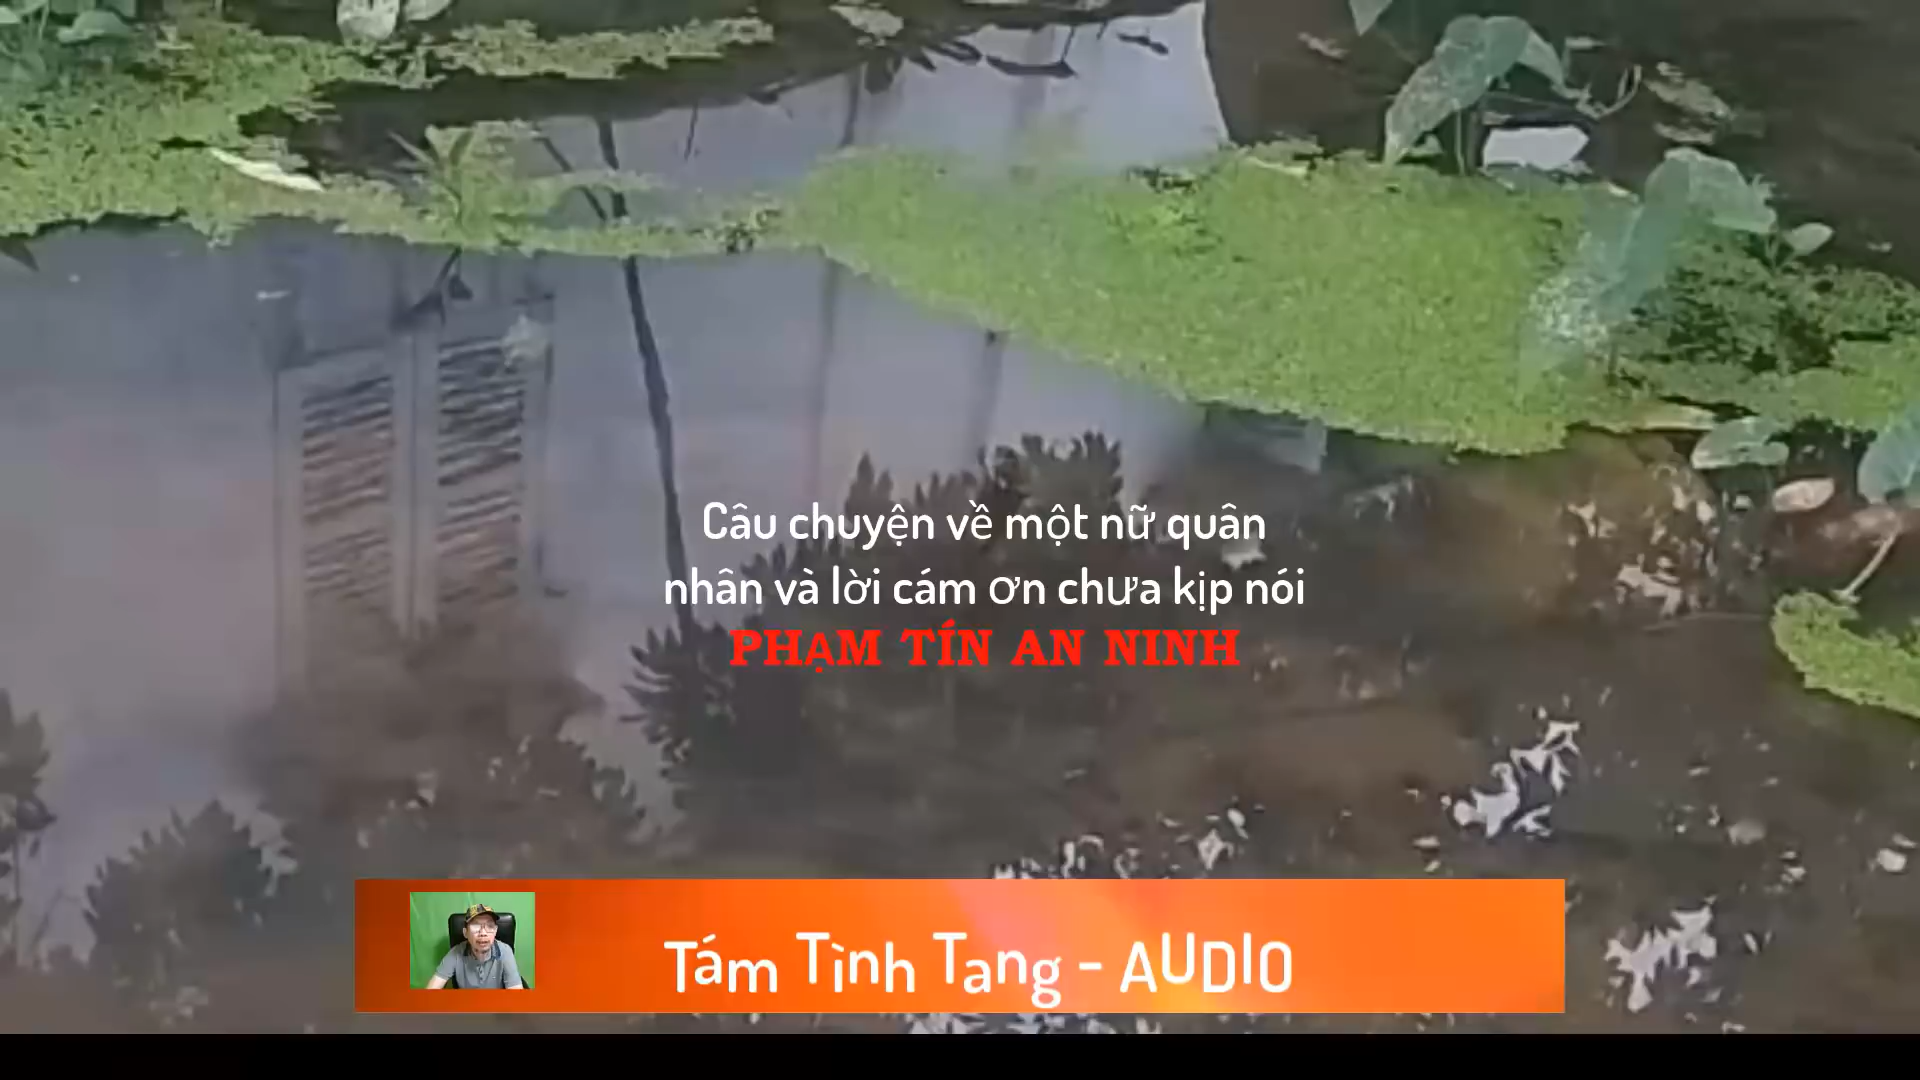 Câu chuyện về một nữ quân
nhân và lời cám ơn chưa kịp nói
PHẠM TÍN AN NINH
Tám Tình Tang - AUDIO